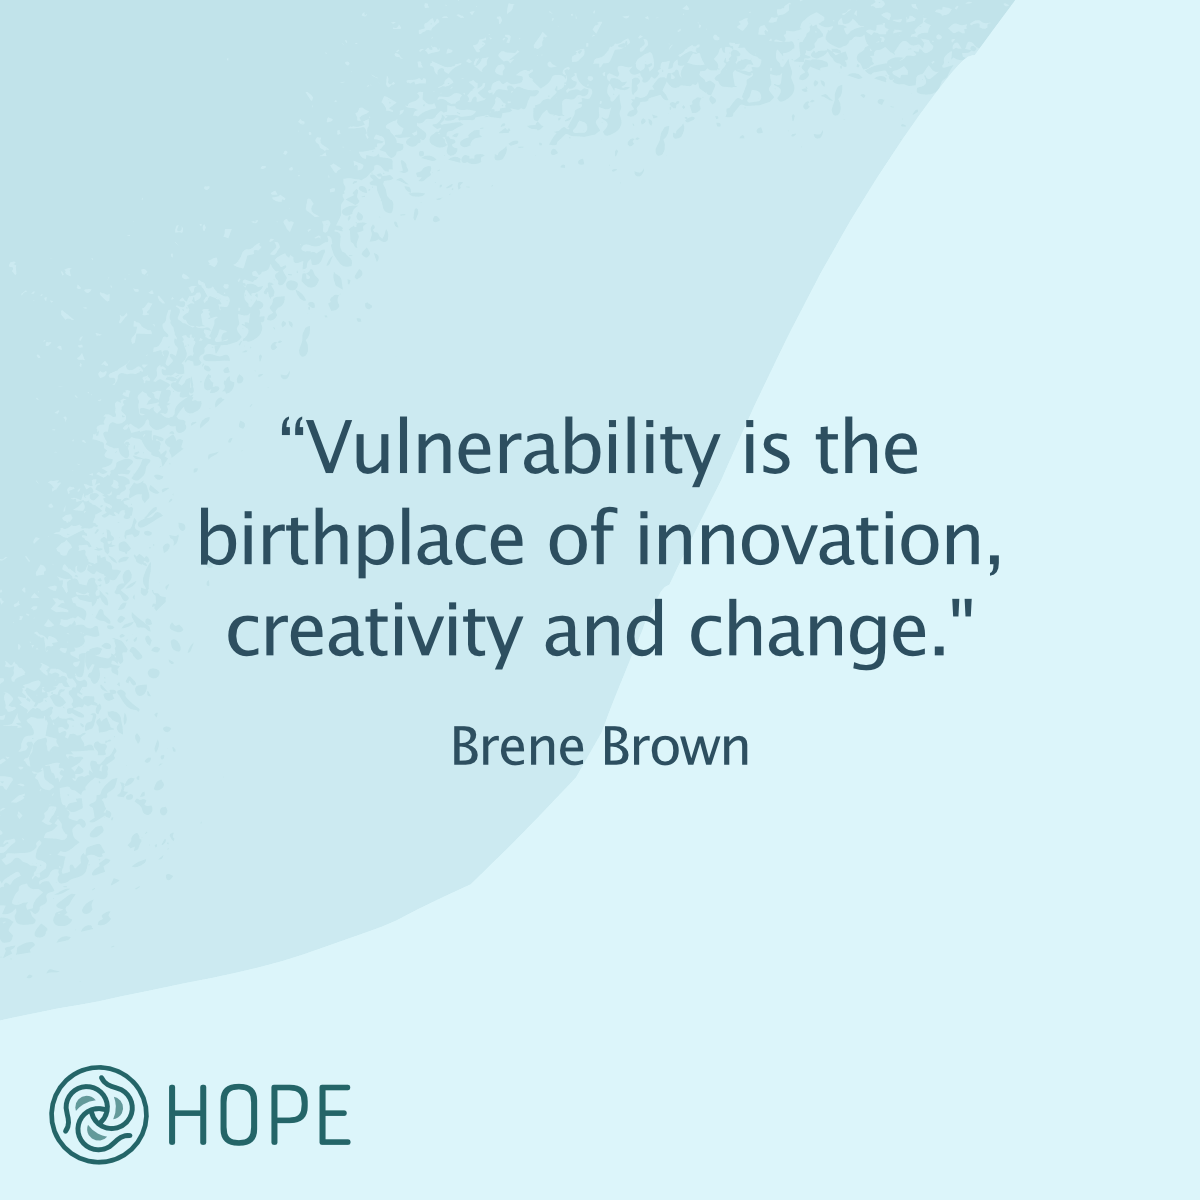 “Vulnerability is the
birthplace of innovation,
creativity and change."
Brene Brown
HOPE